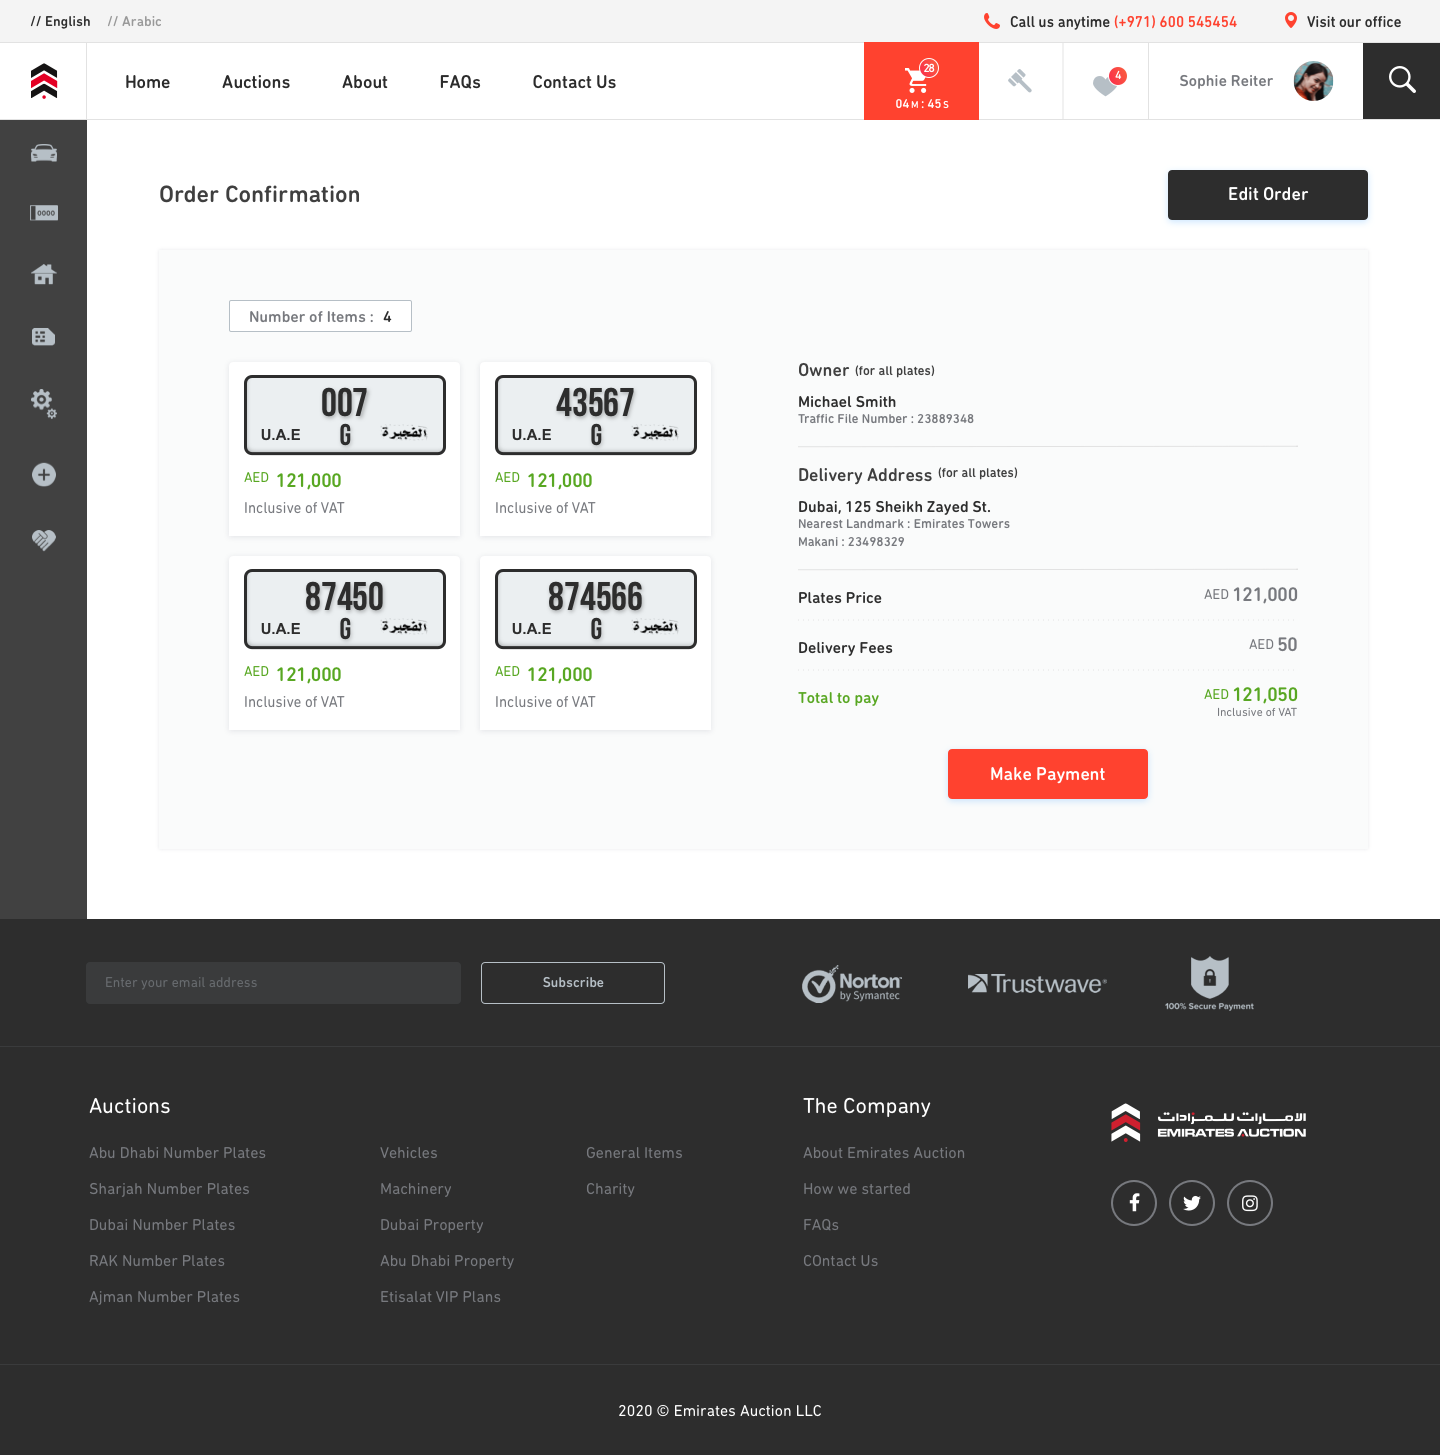 // English // Arabic
Call us anytime (+971) 600 545454 Visit our office
Home Auctions About FAQs Contact Us
28
04 M : 45 S
4
Sophie Reiter
0000
Order Confirmation
Edit Order
Number of Items : 4
007
U.A.E G الفجيرة
AED 121,000
Inclusive of VAT
43567
U.A.E G الفجيرة
AED 121,000
Inclusive of VAT
87450
U.A.E G الفجيرة
AED 121,000
Inclusive of VAT
874566
U.A.E G الفجيرة
AED 121,000
Inclusive of VAT
Owner (for all plates)
Michael Smith
Traffic File Number : 23889348
Delivery Address (for all plates)
Dubai, 125 Sheikh Zayed St.
Nearest Landmark : Emirates Towers
Makani : 23498329
Plates Price AED 121,000
Delivery Fees AED 50
Total to pay AED 121,050
Inclusive of VAT
Make Payment
Enter your email address
Subscribe
Norton
by Symantec
Trustwave®
100% Secure Payment
Auctions
Abu Dhabi Number Plates
Sharjah Number Plates
Dubai Number Plates
RAK Number Plates
Ajman Number Plates
Vehicles
Machinery
Dubai Property
Abu Dhabi Property
Etisalat VIP Plans
General Items
Charity
The Company
About Emirates Auction
How we started
FAQs
COntact Us
الامارات للمزادات
EMIRATES AUCTION
2020 © Emirates Auction LLC